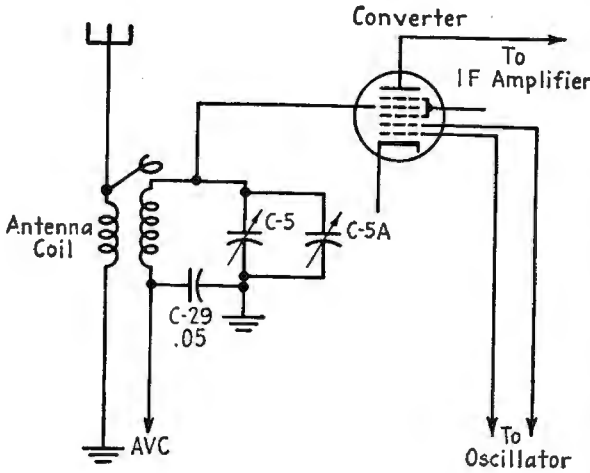 Converter
To
IF Amplifier
Antenna
Coil
C-5
C-5A
C-29
.05
AVC
To
Oscillator